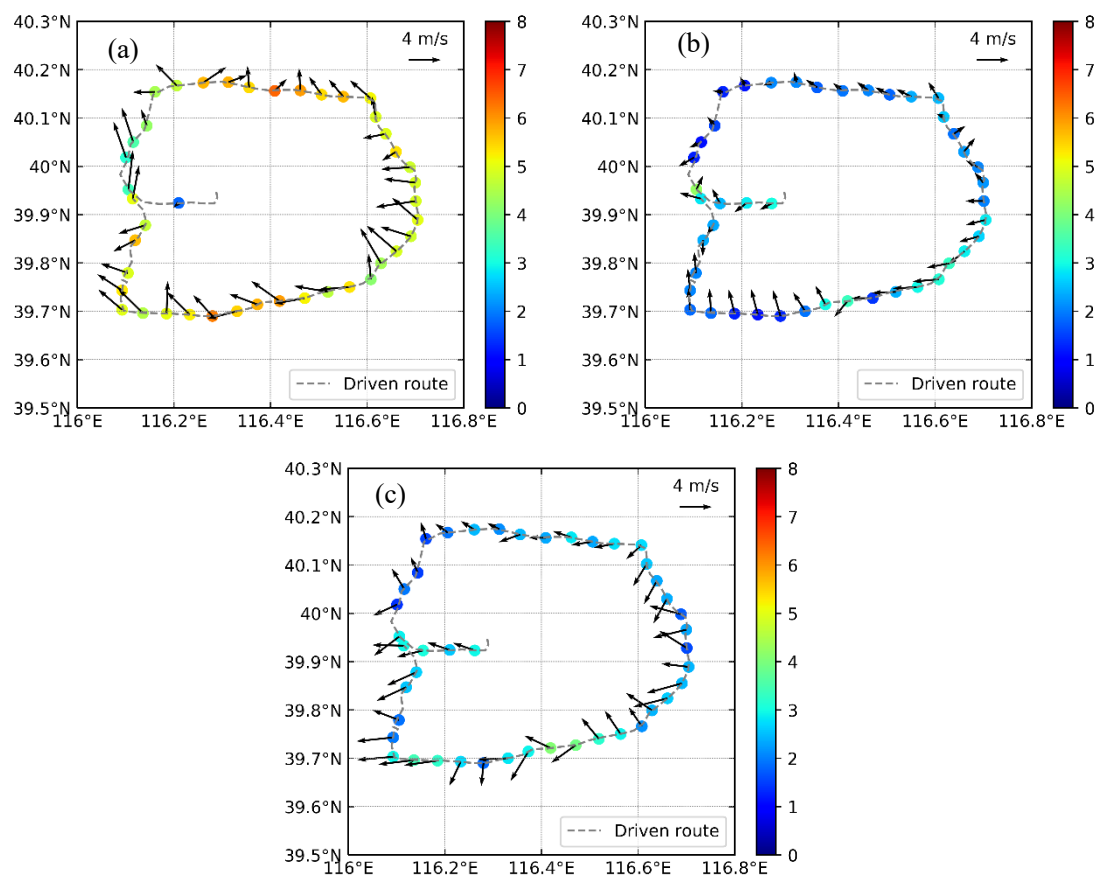 (a)
4 m/s
40.3°N
40.2°N
40.1°N
40°N
39.9°N
39.8°N
39.7°N
39.6°N
39.5°N
116°E
116.2°E
116.4°E
116.6°E
116.8°E
Driven route
8
7
6
5
4
3
2
1
0
(b)
4 m/s
40.3°N
40.2°N
40.1°N
40°N
39.9°N
39.8°N
39.7°N
39.6°N
39.5°N
116°E
116.2°E
116.4°E
116.6°E
116.8°E
Driven route
8
7
6
5
4
3
2
1
0
(c)
4 m/s
40.3°N
40.2°N
40.1°N
40°N
39.9°N
39.8°N
39.7°N
39.6°N
39.5°N
116°E
116.2°E
116.4°E
116.6°E
116.8°E
Driven route
8
7
6
5
4
3
2
1
0